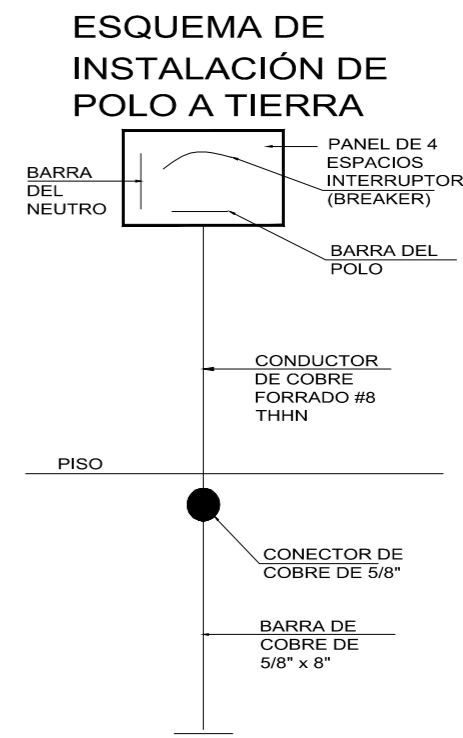 ESQUEMA DE
INSTALACIÓN DE
POLO A TIERRA
PANEL DE 4
ESPACIOS
INTERRUPTOR
(BREAKER)
BARRA
DEL
NEUTRO
BARRA DEL
POLO
CONDUCTOR
DE COBRE
FORRADO #8
THHN
PISO
CONECTOR DE
COBRE DE 5/8"
BARRA DE
COBRE DE
5/8" x 8"